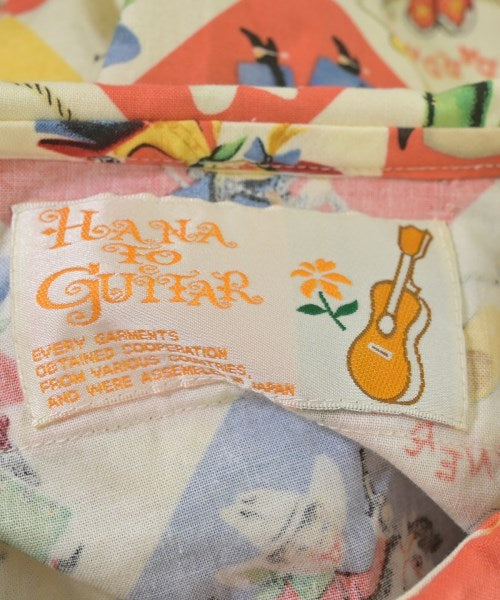 HANA
TO
GUITAR
EVERY GARMENTS
OBTAINED COOPERATION
FROM VARIOUS COUNTRIES
AND WERE ASSEMBLED IN JAPAN